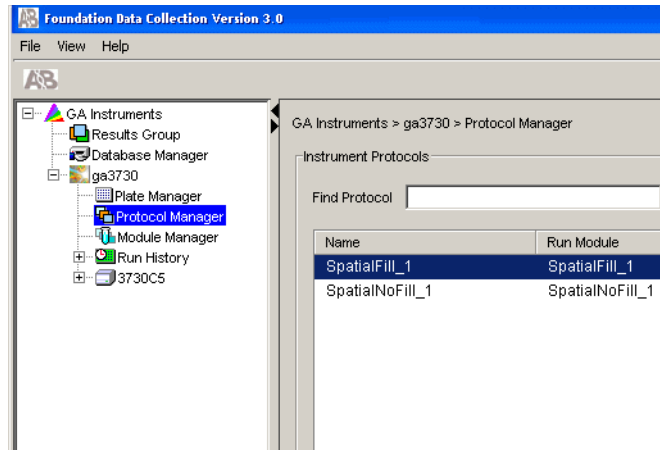 Foundation Data Collection Version 3.0
File View Help
AB
GA Instruments
Results Group
Database Manager
ga3730
Plate Manager
Protocol Manager
Module Manager
Run History
3730C5
GA Instruments > ga3730 > Protocol Manager
Instrument Protocols
Find Protocol
Name Run Module
SpatialFill_1 SpatialFill_1
SpatialNoFill_1 SpatialNoFill_1